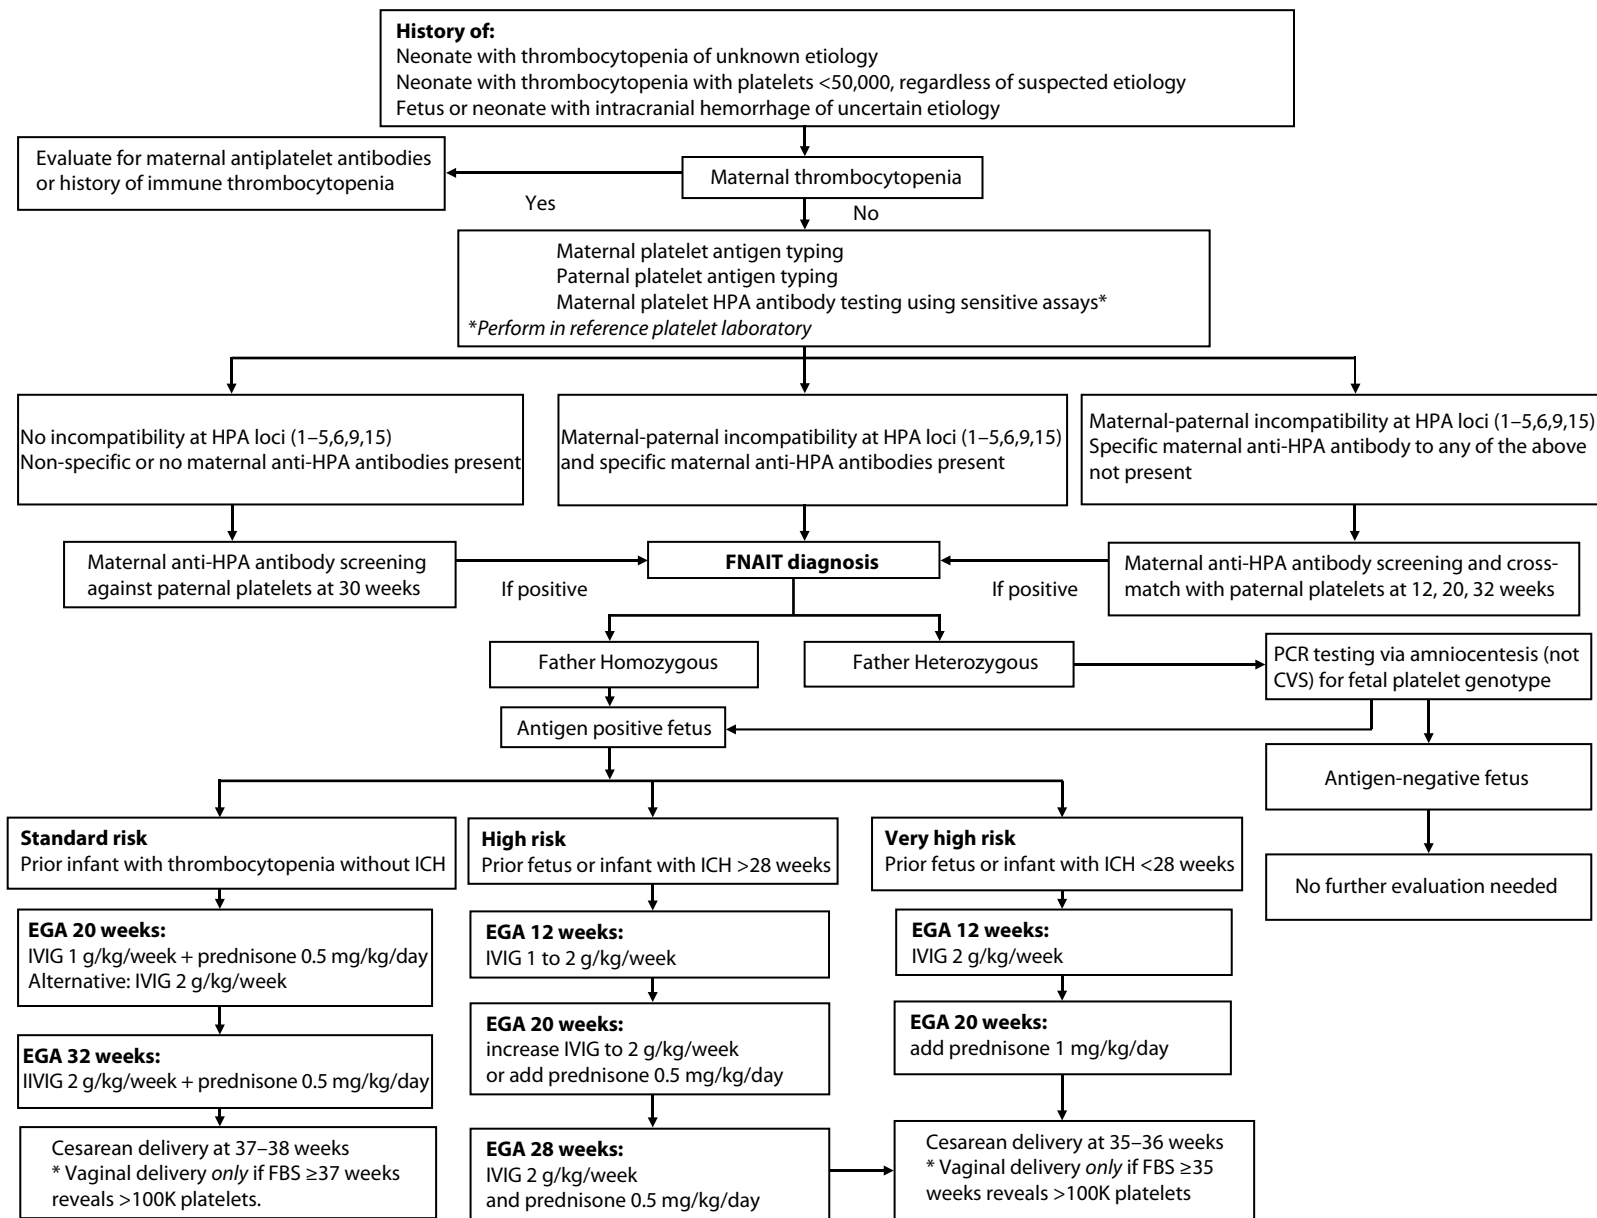 History of:
Neonate with thrombocytopenia of unknown etiology
Neonate with thrombocytopenia with platelets <50,000, regardless of suspected etiology
Fetus or neonate with intracranial hemorrhage of uncertain etiology
Evaluate for maternal antiplatelet antibodies
or history of immune thrombocytopenia
Maternal thrombocytopenia
Yes
No
Maternal platelet antigen typing
Paternal platelet antigen typing
Maternal platelet HPA antibody testing using sensitive assays*
*Perform in reference platelet laboratory
No incompatibility at HPA loci (1–5,6,9,15)
Non-specific or no maternal anti-HPA antibodies present
Maternal-paternal incompatibility at HPA loci (1–5,6,9,15)
and specific maternal anti-HPA antibodies present
Maternal-paternal incompatibility at HPA loci (1–5,6,9,15)
Specific maternal anti-HPA antibody to any of the above
not present
Maternal anti-HPA antibody screening
against paternal platelets at 30 weeks
If positive
FNAIT diagnosis
If positive
Maternal anti-HPA antibody screening and cross-
match with paternal platelets at 12, 20, 32 weeks
Father Homozygous
Father Heterozygous
PCR testing via amniocentesis (not
CVS) for fetal platelet genotype
Antigen positive fetus
Antigen-negative fetus
No further evaluation needed
Standard risk
Prior infant with thrombocytopenia without ICH
High risk
Prior fetus or infant with ICH >28 weeks
Very high risk
Prior fetus or infant with ICH <28 weeks
EGA 20 weeks:
IVIG 1 g/kg/week + prednisone 0.5 mg/kg/day
Alternative: IVIG 2 g/kg/week
EGA 12 weeks:
IVIG 1 to 2 g/kg/week
EGA 12 weeks:
IVIG 2 g/kg/week
EGA 32 weeks:
IIVIG 2 g/kg/week + prednisone 0.5 mg/kg/day
EGA 20 weeks:
increase IVIG to 2 g/kg/week
or add prednisone 0.5 mg/kg/day
EGA 20 weeks:
add prednisone 1 mg/kg/day
Cesarean delivery at 37–38 weeks
* Vaginal delivery only if FBS ≥37 weeks
reveals >100K platelets.
EGA 28 weeks:
IVIG 2 g/kg/week
and prednisone 0.5 mg/kg/day
Cesarean delivery at 35–36 weeks
* Vaginal delivery only if FBS ≥35
weeks reveals >100K platelets